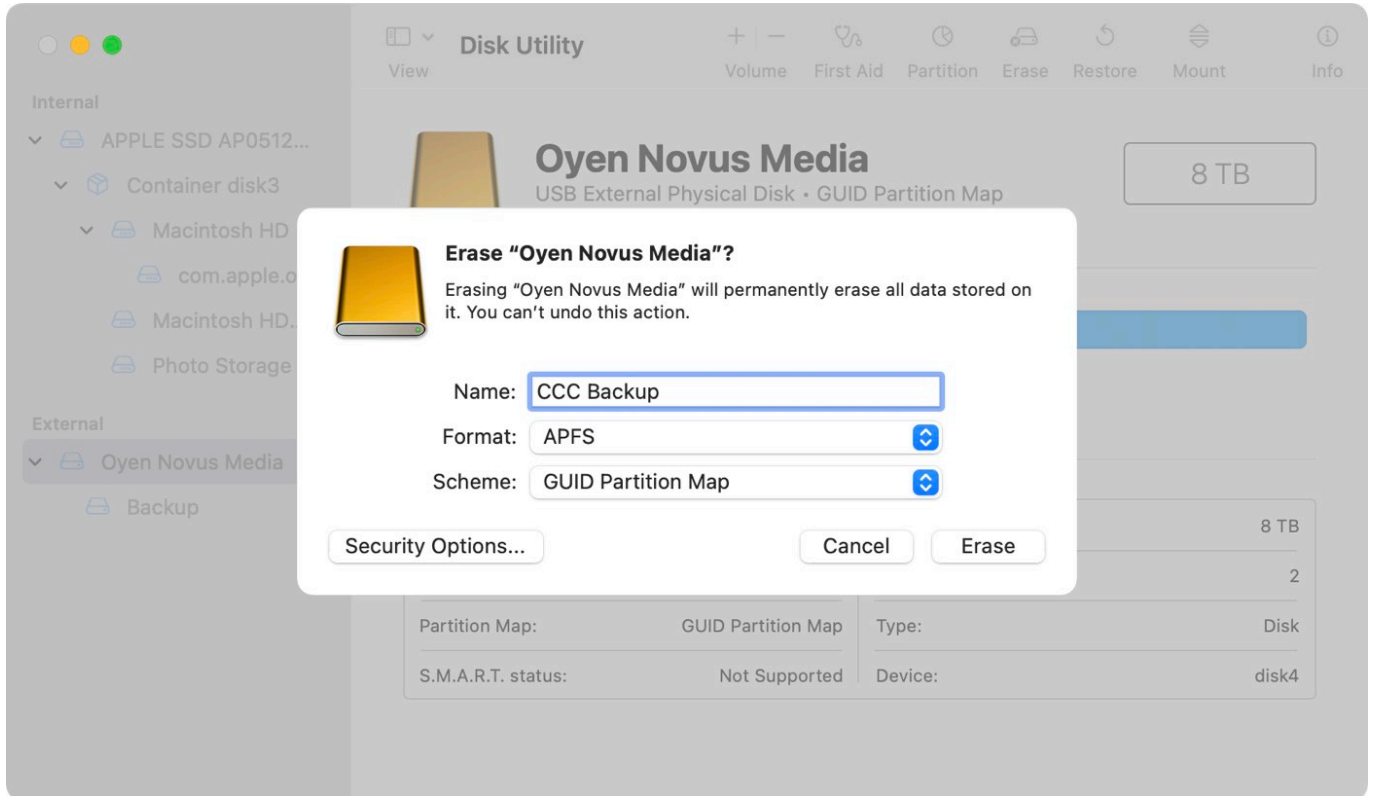 Disk Utility
View
Volume
First Aid
Partition
Erase
Restore
Mount
Info
Internal
APPLE SSD AP0512...
Container disk3
Macintosh HD
com.apple.o
Macintosh HD.
Photo Storage
External
Oyen Novus Media
Backup
Oyen Novus Media
USB External Physical Disk • GUID Partition Map
8 TB
Erase “Oyen Novus Media”?
Erasing “Oyen Novus Media” will permanently erase all data stored on
it. You can’t undo this action.
Name: CCC Backup
Format: APFS
Scheme: GUID Partition Map
Security Options...
Cancel
Erase
8 TB
2
Partition Map: GUID Partition Map
Type: Disk
S.M.A.R.T. status: Not Supported
Device: disk4